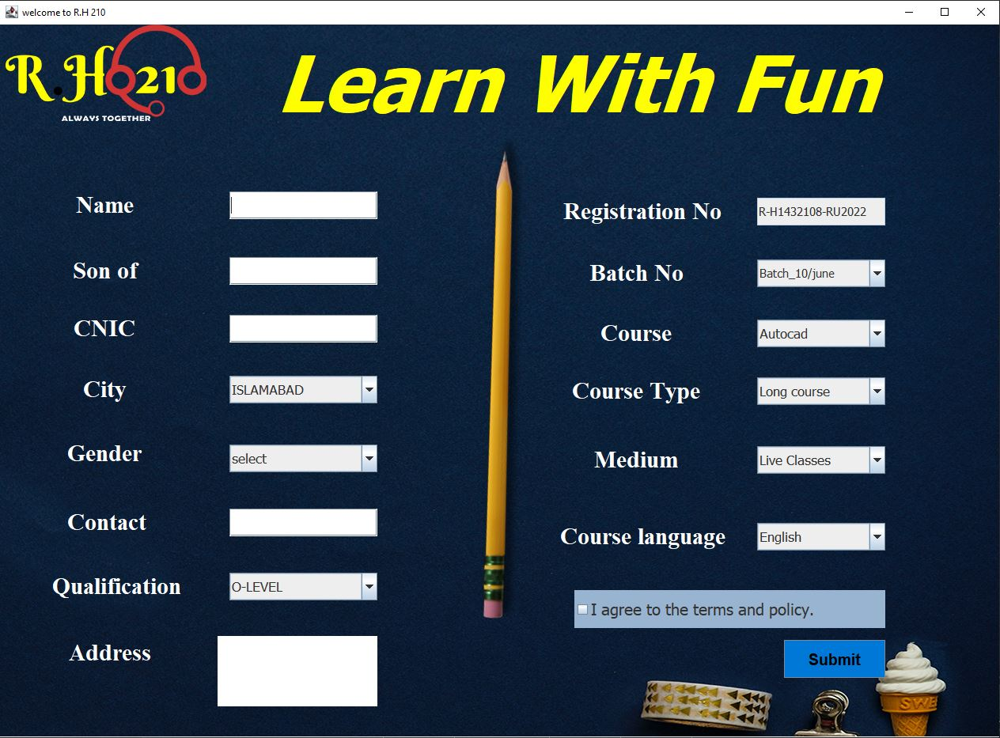 welcome to R.H 210
R.H 210
ALWAYS TOGETHER
Learn With Fun
Name
Son of
CNIC
City
ISLAMABAD
Gender
select
Contact
Qualification
O-LEVEL
Address
Registration No
R-H1432108-RU2022
Batch No
Batch_10/june
Course
Autocad
Course Type
Long course
Medium
Live Classes
Course language
English
I agree to the terms and policy.
Submit